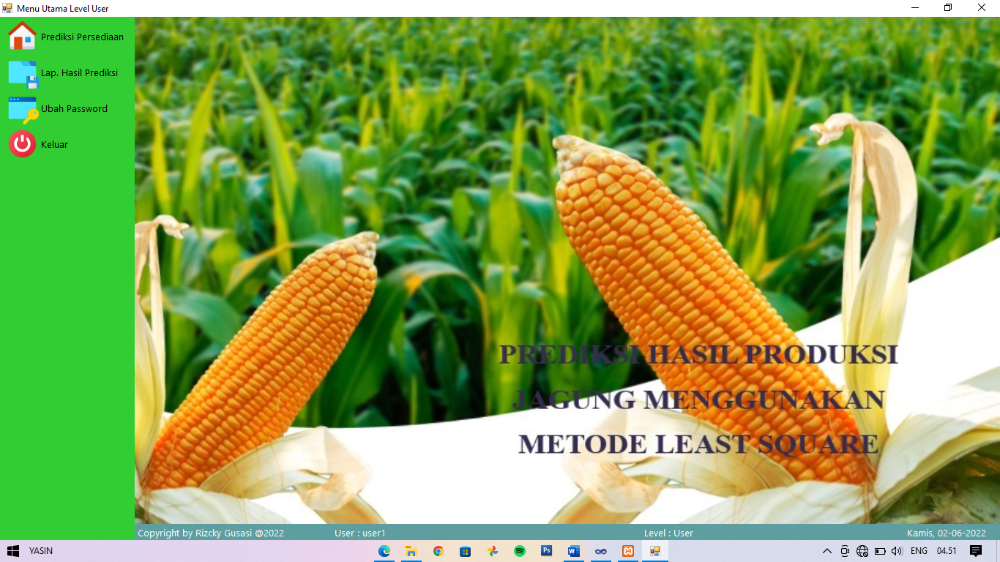 Menu Utama Level User
Prediksi Persediaan
Lap. Hasil Prediksi
Ubah Password
Keluar
PREDIKSI HASIL PRODUKSI
JAGUNG MENGGUNAKAN
METODE LEAST SQUARE
Copyright by Rizcky Gusasi @2022 User : user1 Level : User Kamis, 02-06-2022
YASIN Ps W ENG 04.51